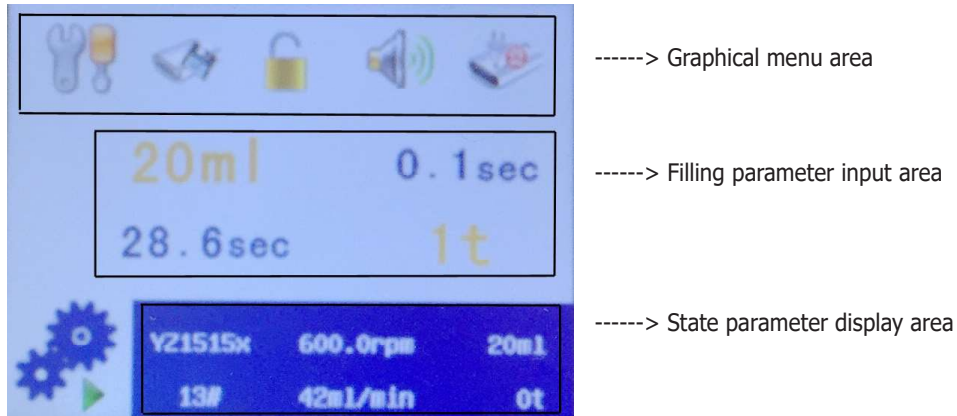 ------> Graphical menu area
20ml 0.1sec
------> Filling parameter input area
28.6sec 1t
------> State parameter display area
YZ1515x 600.0rpm 20ml
13# 42ml/min 0t